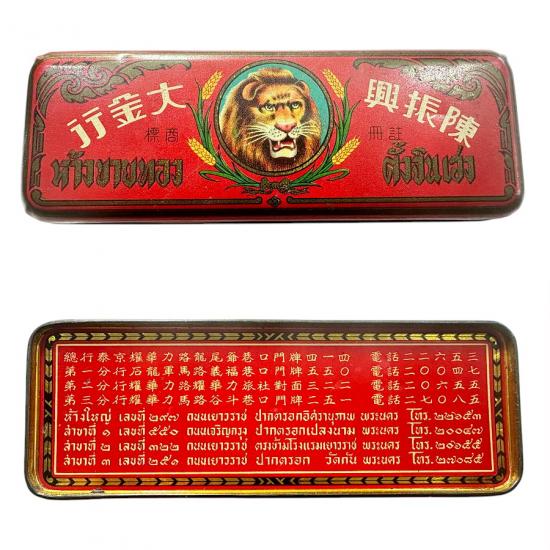 陳振興大金行
註冊商標
ห้างขายทอง ตั้งจินเฮง
總行泰京耀華力路龍尾爺巷口門牌四一四 電話二二六五三
第一分行石龍軍馬路義福巷口門牌五五〇 電話二〇〇四七
第二分行耀華力路耀華力旅社對面三二二 電話二〇六五五
第三分行耀華力馬路谷斗巷口門牌二五一 電話二七〇八五
ห้างใหญ่ เลขที่ ๒๙๗ ถนนเยาวราช ปากตรอกอิศรานุภาพ พระนคร โทร. ๒๒๖๕๓
สาขาที่ ๑ เลขที่ ๕๕๐ ถนนเจริญกรุง ปากตรอกแปลงนาม พระนคร โทร. ๒๐๐๔๗
สาขาที่ ๒ เลขที่ ๓๒๒ ถนนเยาวราช ตรงข้ามโรงแรมเยาวราช พระนคร โทร. ๒๐๖๕๕
สาขาที่ ๓ เลขที่ ๒๕๑ ถนนเยาวราช ปากตรอก วัดกัน พระนคร โทร. ๒๗๐๘๕